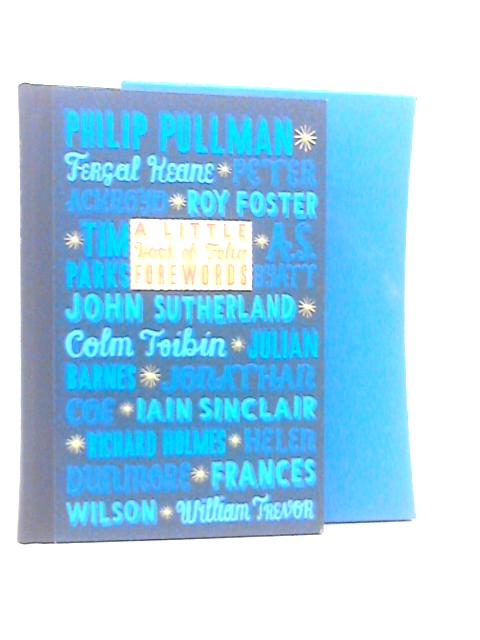 PHILIP PULLMAN
Fergal Keane PETER
ACKROYD ROY FOSTER
TIM A.S.
PARKS BYATT
A LITTLE
Book of Folio
FOREWORDS
JOHN SUTHERLAND
Colm Toibin JULIAN
BARNES JONATHAN
COE IAIN SINCLAIR
RICHARD HOLMES HELEN
DUNMORE FRANCES
WILSON William TREVOR